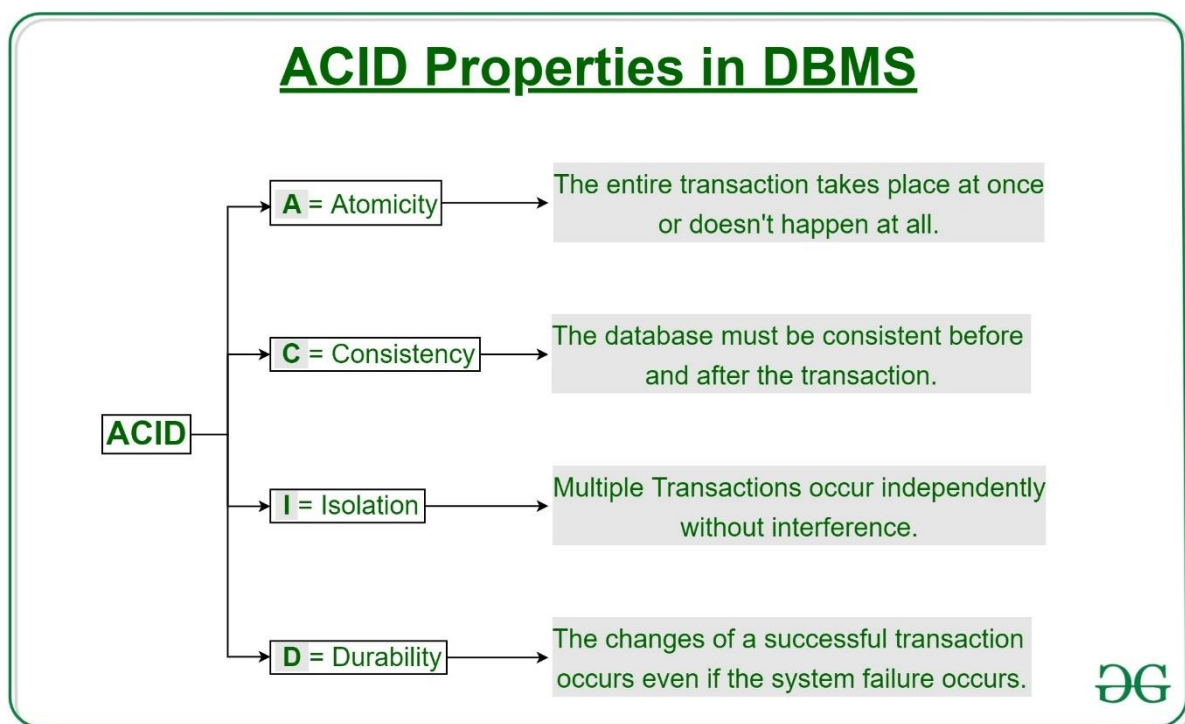 ACID Properties in DBMS
A = Atomicity
The entire transaction takes place at once
or doesn't happen at all.
C = Consistency
The database must be consistent before
and after the transaction.
ACID
I = Isolation
Multiple Transactions occur independently
without interference.
D = Durability
The changes of a successful transaction
occurs even if the system failure occurs.